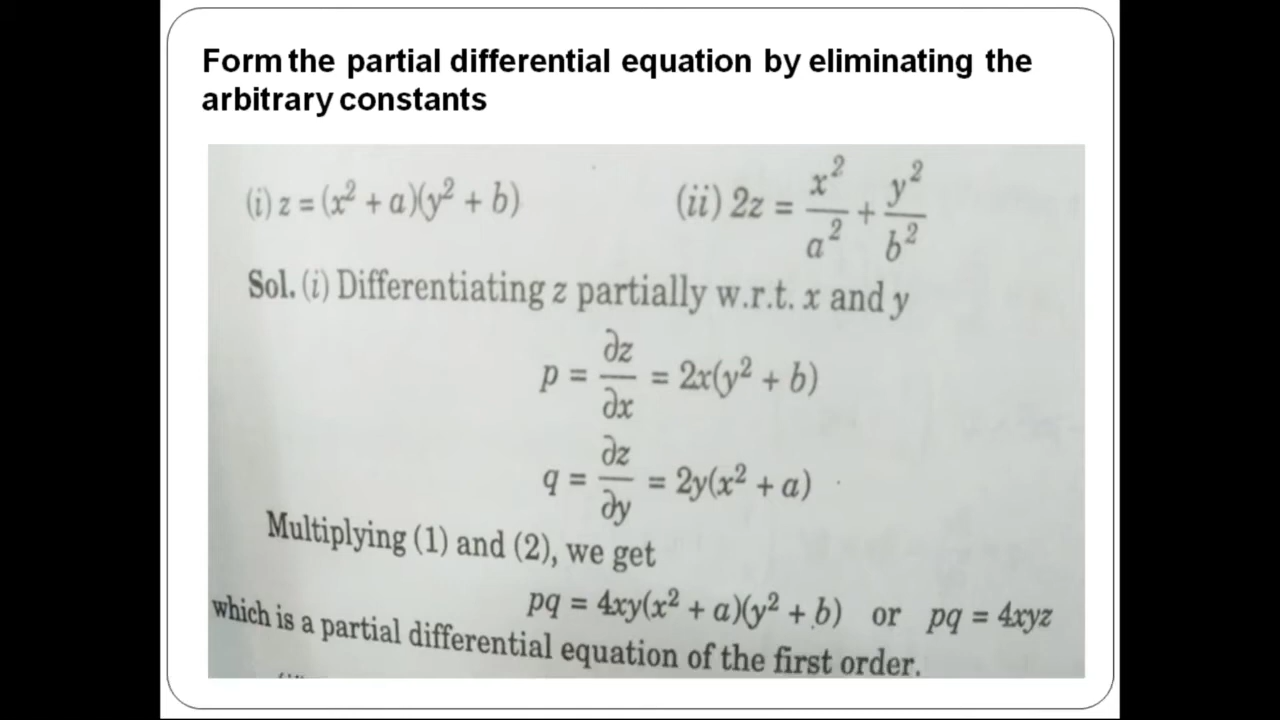 Form the partial differential equation by eliminating the
arbitrary constants
(i) z = (x² + a)(y² + b) (ii) 2z = x²/a² + y²/b²
Sol. (i) Differentiating z partially w.r.t. x and y
p = ∂z/∂x = 2x(y² + b)
q = ∂z/∂y = 2y(x² + a)
Multiplying (1) and (2), we get
pq = 4xy(x² + a)(y² + b) or pq = 4xyz
which is a partial differential equation of the first order.